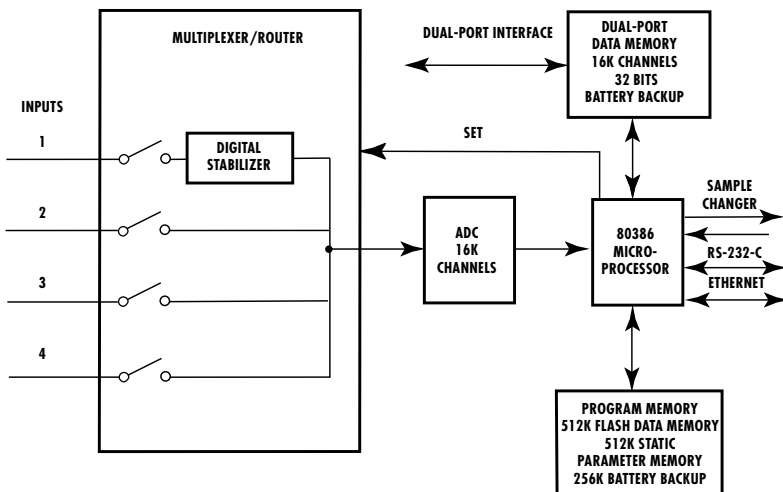 MULTIPLEXER/ROUTER
DUAL-PORT INTERFACE
DUAL-PORT
DATA MEMORY
16K CHANNELS
32 BITS
BATTERY BACKUP
INPUTS
1
DIGITAL
STABILIZER
SET
2
ADC
16K
CHANNELS
80386
MICRO-
PROCESSOR
SAMPLE
CHANGER
RS-232-C
ETHERNET
3
4
PROGRAM MEMORY
512K FLASH DATA MEMORY
512K STATIC
PARAMETER MEMORY
256K BATTERY BACKUP